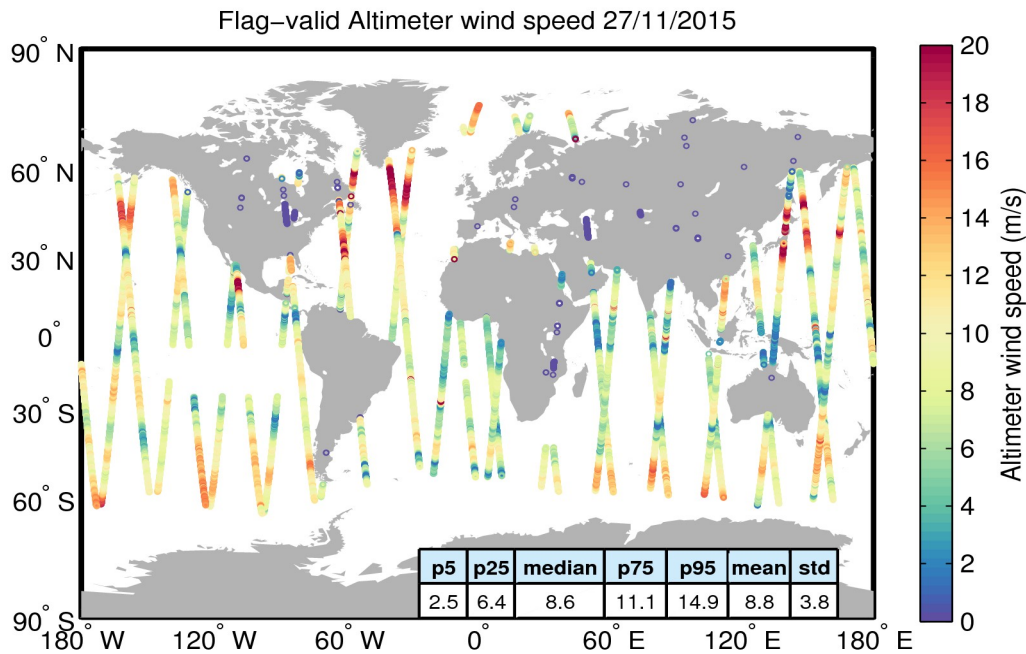 Flag−valid Altimeter wind speed 27/11/2015
90° N
60° N
30° N
0°
30° S
60° S
90° S
180° W
120° W
60° W
0°
60° E
120° E
180° E
p5 p25 median p75 p95 mean std
2.5 6.4 8.6 11.1 14.9 8.8 3.8
20
18
16
14
12
10
8
6
4
2
0
Altimeter wind speed (m/s)